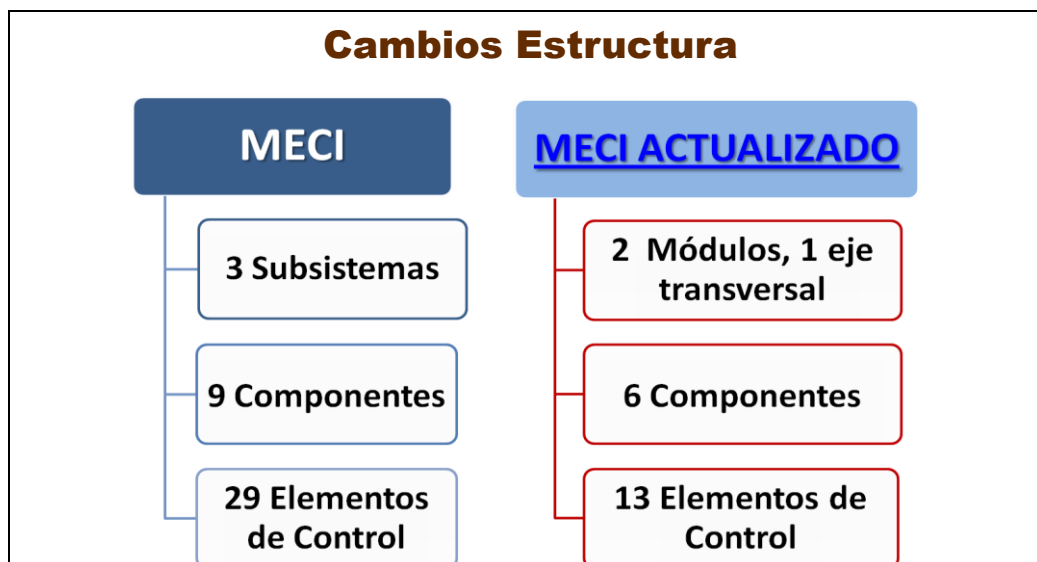 Cambios Estructura
MECI
3 Subsistemas
9 Componentes
29 Elementos
de Control
MECI ACTUALIZADO
2 Módulos, 1 eje
transversal
6 Componentes
13 Elementos de
Control